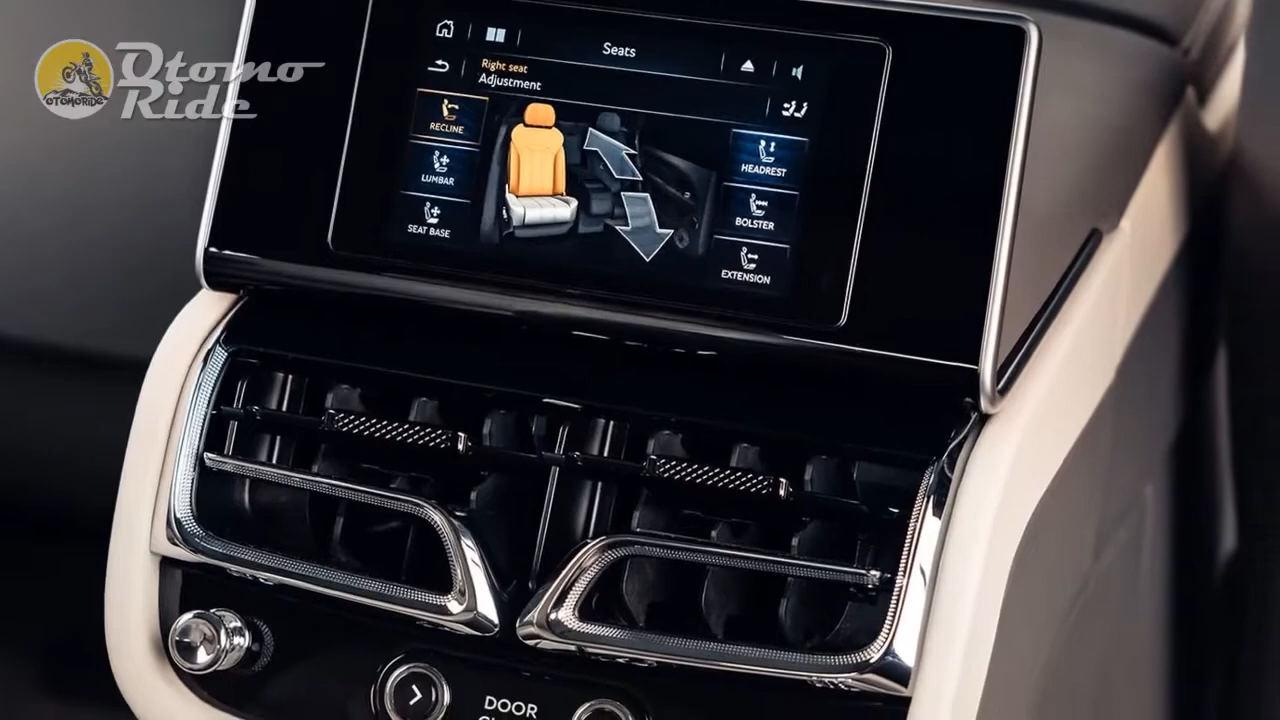 Otomo
Ride
OTOMORIDE
Seats
Right seat
Adjustment
RECLINE
LUMBAR
SEAT BASE
HEADREST
BOLSTER
EXTENSION
DOOR